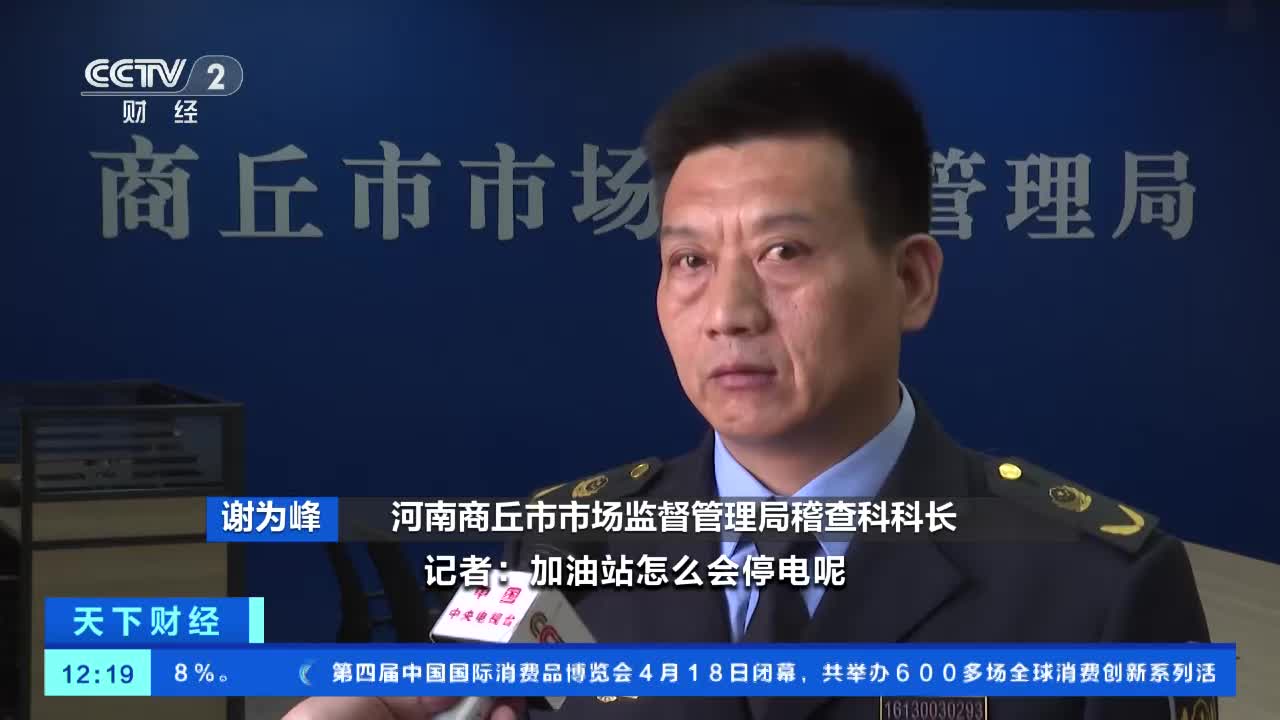 CCTV 2
财 经
商丘市市场 管理局
谢为峰 河南商丘市市场监督管理局稽查科科长
记者：加油站怎么会停电呢
中国
中央电视台
天下财经
12:19 8%。 第四届中国国际消费品博览会4月18日闭幕，共举办600多场全球消费创新系列活
16130030293